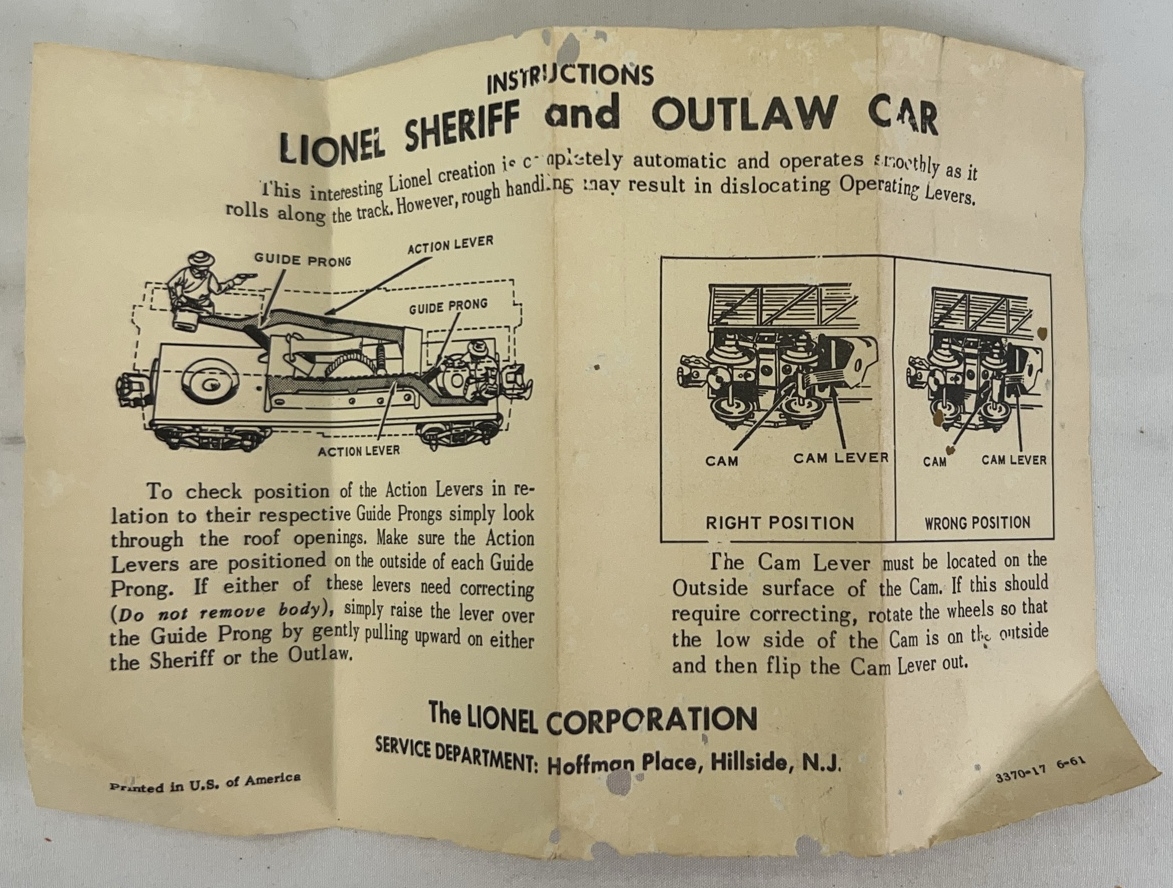 INSTRUCTIONS
LIONEL SHERIFF and OUTLAW CAR
This interesting Lionel creation is completely automatic and operates smoothly as it
rolls along the track. However, rough handling may result in dislocating Operating Levers.
GUIDE PRONG
ACTION LEVER
GUIDE PRONG
ACTION LEVER
To check position of the Action Levers in re-
lation to their respective Guide Prongs simply look
through the roof openings. Make sure the Action
Levers are positioned on the outside of each Guide
Prong. If either of these levers need correcting
(Do not remove body), simply raise the lever over
the Guide Prong by gently pulling upward on either
the Sheriff or the Outlaw.
CAM
CAM LEVER
RIGHT POSITION
CAM
CAM LEVER
WRONG POSITION
The Cam Lever must be located on the
Outside surface of the Cam. If this should
require correcting, rotate the wheels so that
the low side of the Cam is on the outside
and then flip the Cam Lever out.
The LIONEL CORPORATION
SERVICE DEPARTMENT: Hoffman Place, Hillside, N.J.
Printed in U.S. of America
3370-17 6-61